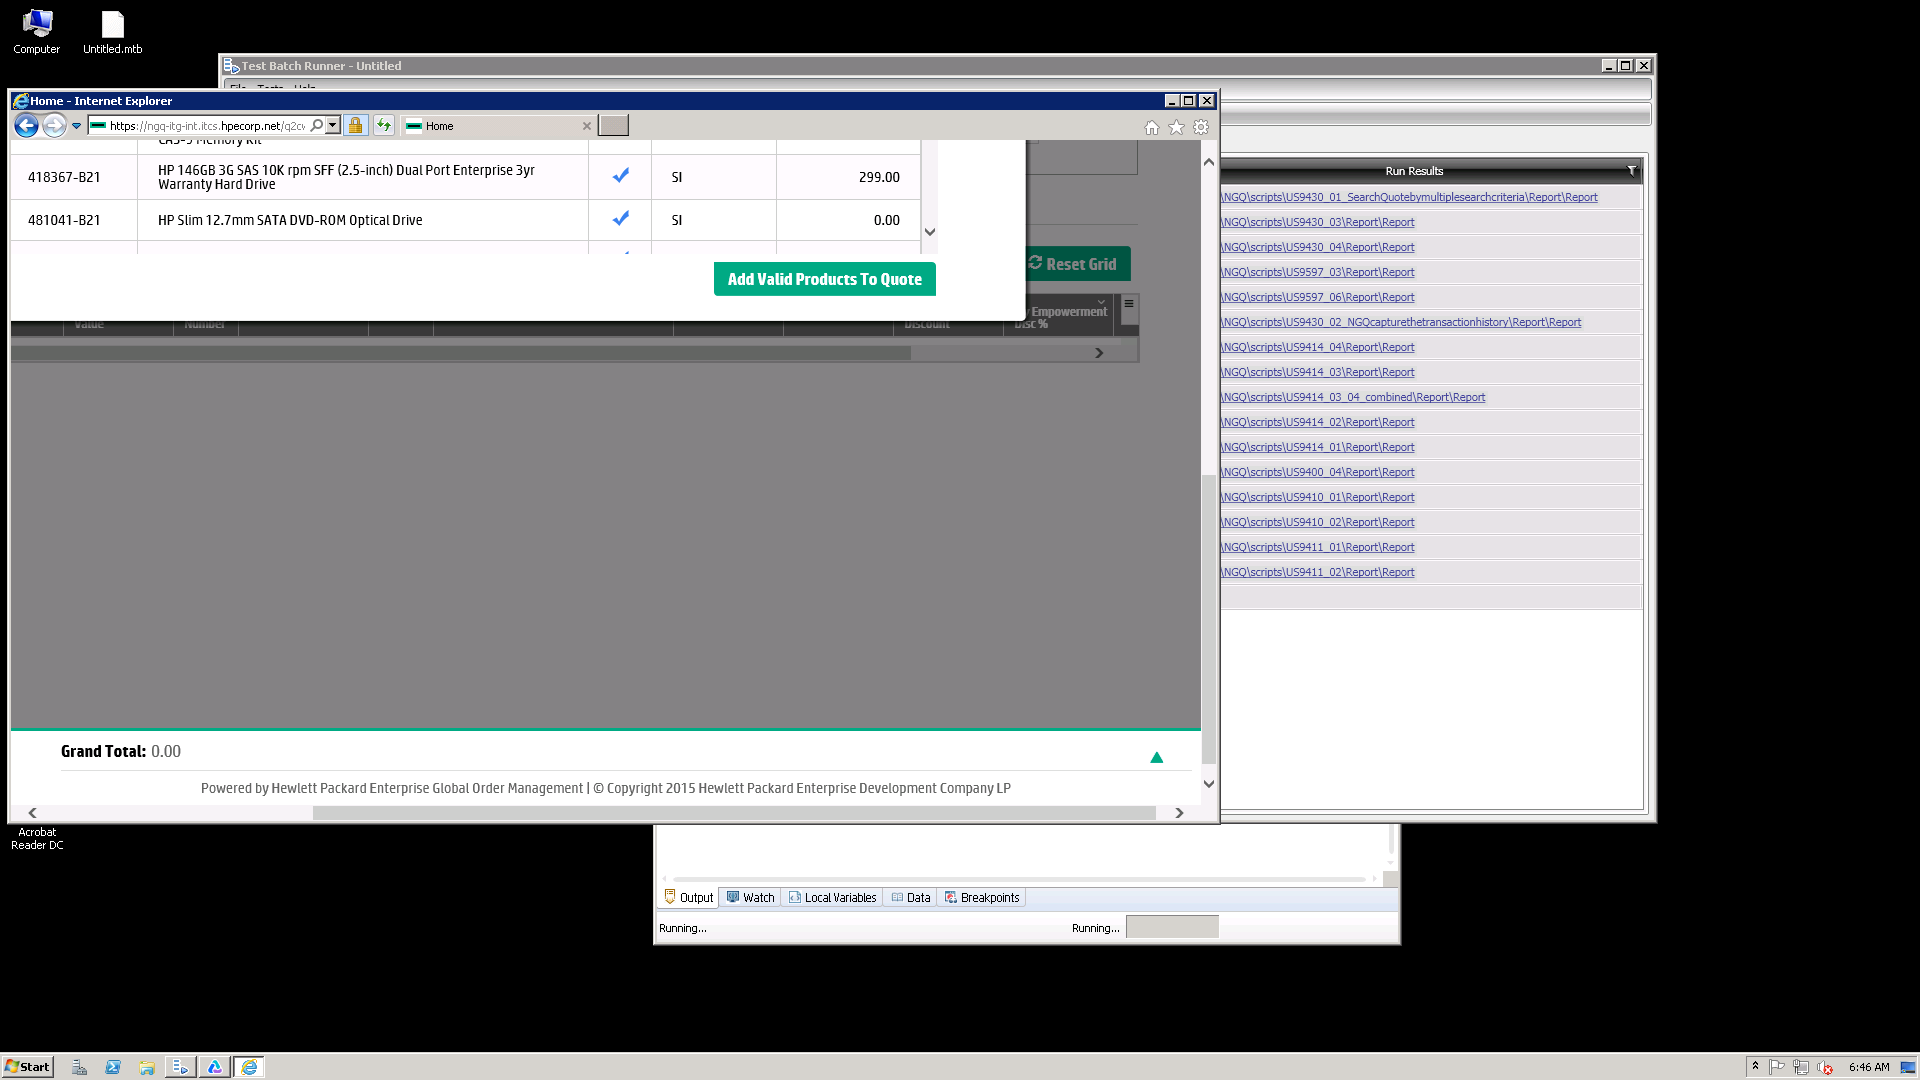 Computer
Untitled.mtb
Test Batch Runner - Untitled
Home - Internet Explorer
https://ngq-itg-int.itcs.hpecorp.net/q2c
Home
418367-B21
HP 146GB 3G SAS 10K rpm SFF (2.5-inch) Dual Port Enterprise 3yr
Warranty Hard Drive
SI
299.00
481041-B21
HP Slim 12.7mm SATA DVD-ROM Optical Drive
SI
0.00
Add Valid Products To Quote
Reset Grid
Value
Number
Discount
Empowerment
Disc %
Grand Total: 0.00
Powered by Hewlett Packard Enterprise Global Order Management | © Copyright 2015 Hewlett Packard Enterprise Development Company LP
Run Results
\NGQ\scripts\US9430_01_SearchQuotebymultiplesearchcriteria\Report\Report
\NGQ\scripts\US9430_03\Report\Report
\NGQ\scripts\US9430_04\Report\Report
\NGQ\scripts\US9597_03\Report\Report
\NGQ\scripts\US9597_06\Report\Report
\NGQ\scripts\US9430_02_NGQcapturethetransactionhistory\Report\Report
\NGQ\scripts\US9414_04\Report\Report
\NGQ\scripts\US9414_03\Report\Report
\NGQ\scripts\US9414_03_04_combined\Report\Report
\NGQ\scripts\US9414_02\Report\Report
\NGQ\scripts\US9414_01\Report\Report
\NGQ\scripts\US9400_04\Report\Report
\NGQ\scripts\US9410_01\Report\Report
\NGQ\scripts\US9410_02\Report\Report
\NGQ\scripts\US9411_01\Report\Report
\NGQ\scripts\US9411_02\Report\Report
Acrobat
Reader DC
Output
Watch
Local Variables
Data
Breakpoints
Running...
Running...
Start
6:46 AM